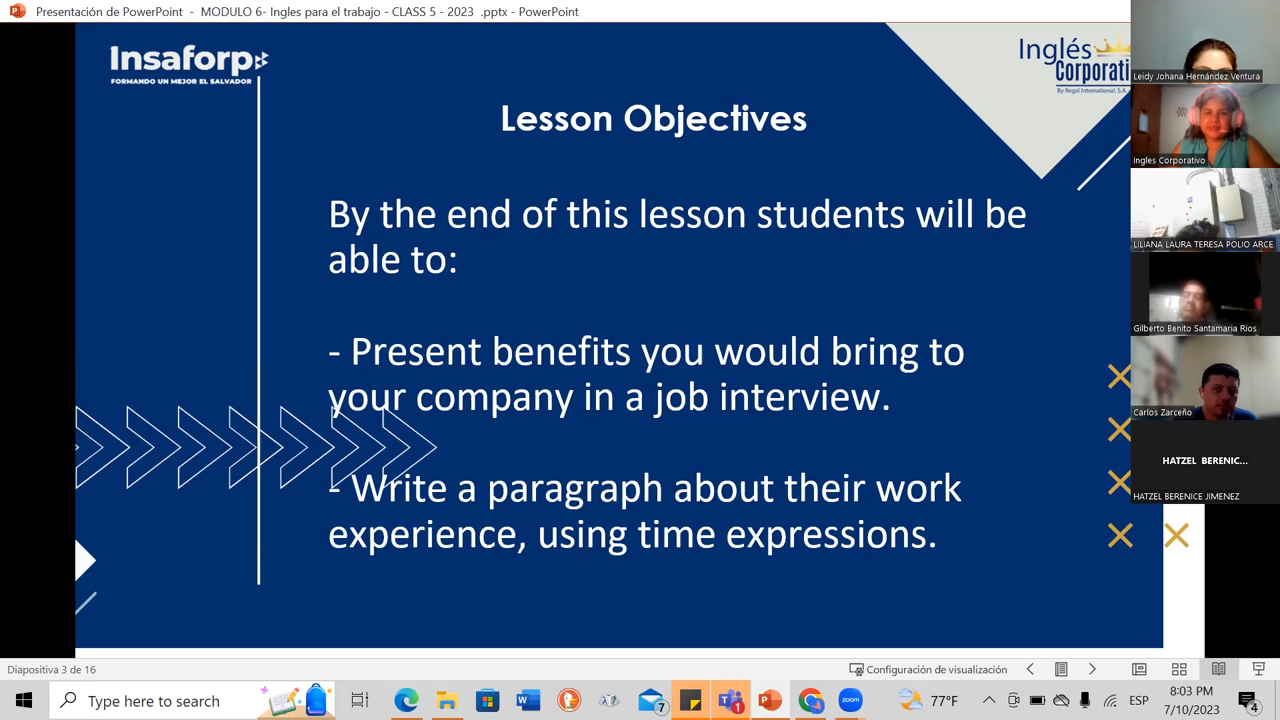 Presentación de PowerPoint - MODULO 6- Ingles para el trabajo - CLASS 5 - 2023 .pptx - PowerPoint
Insaforp
FORMANDO UN MEJOR EL SALVADOR
Inglés
Corporati
By Regal International, S.A.
Lesson Objectives
By the end of this lesson students will be
able to:
- Present benefits you would bring to
your company in a job interview.
- Write a paragraph about their work
experience, using time expressions.
Leidy Johana Hernández Ventura
Ingles Corporativo
LILIANA LAURA TERESA POLIO ARCE
Gilberto Benito Santamaria Rios
Carlos Zarceño
HATZEL BERENIC...
HATZEL BERENICE JIMENEZ
Diapositiva 3 de 16
Configuración de visualización
Type here to search
7
1
zoom
77°F
ESP
8:03 PM
7/10/2023
4